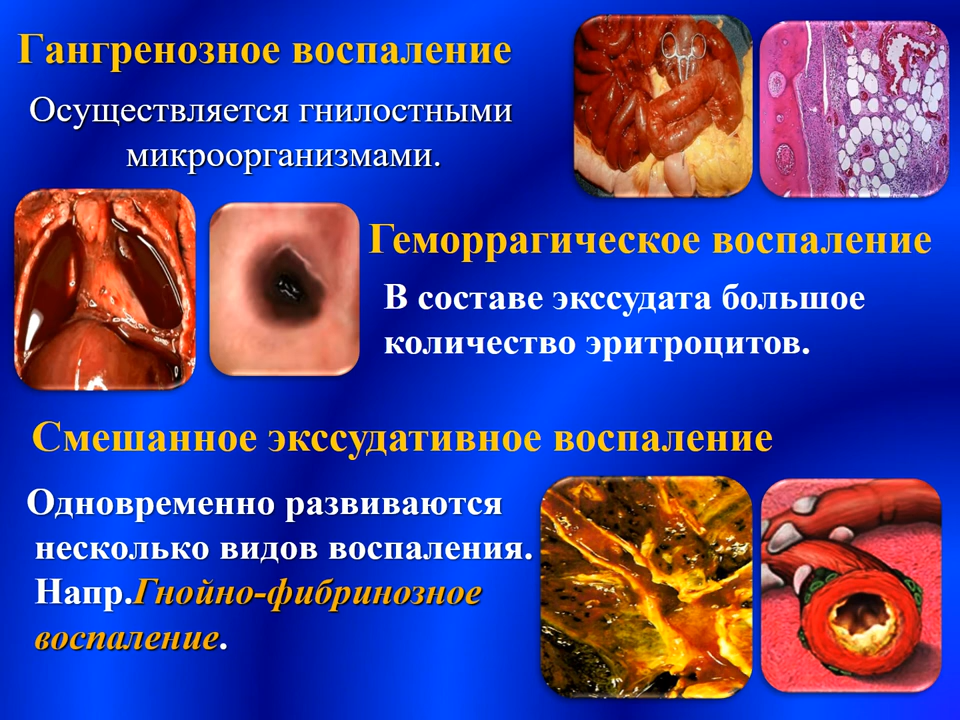 Гангренозное воспаление
Осуществляется гнилостными
микроорганизмами.
Геморрагическое воспаление
В составе экссудата большое
количество эритроцитов.
Смешанное экссудативное воспаление
Одновременно развиваются
несколько видов воспаления.
Напр.Гнойно-фибринозное
воспаление.